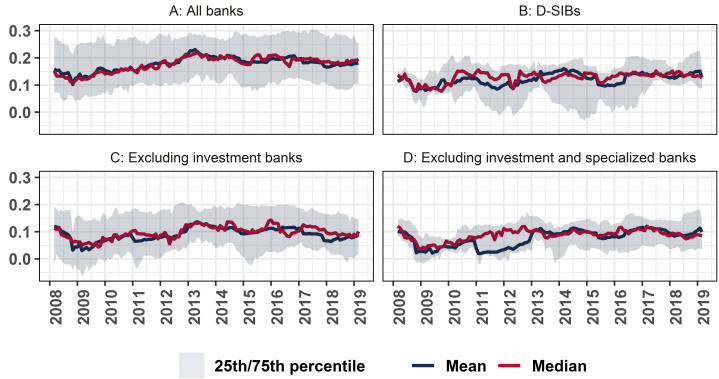 A: All banks
B: D-SIBs
0.3
0.2
0.1
0.0
C: Excluding investment banks
D: Excluding investment and specialized banks
0.3
0.2
0.1
0.0
2008 2009 2010 2011 2012 2013 2014 2015 2016 2017 2018 2019
2008 2009 2010 2011 2012 2013 2014 2015 2016 2017 2018 2019
25th/75th percentile Mean Median